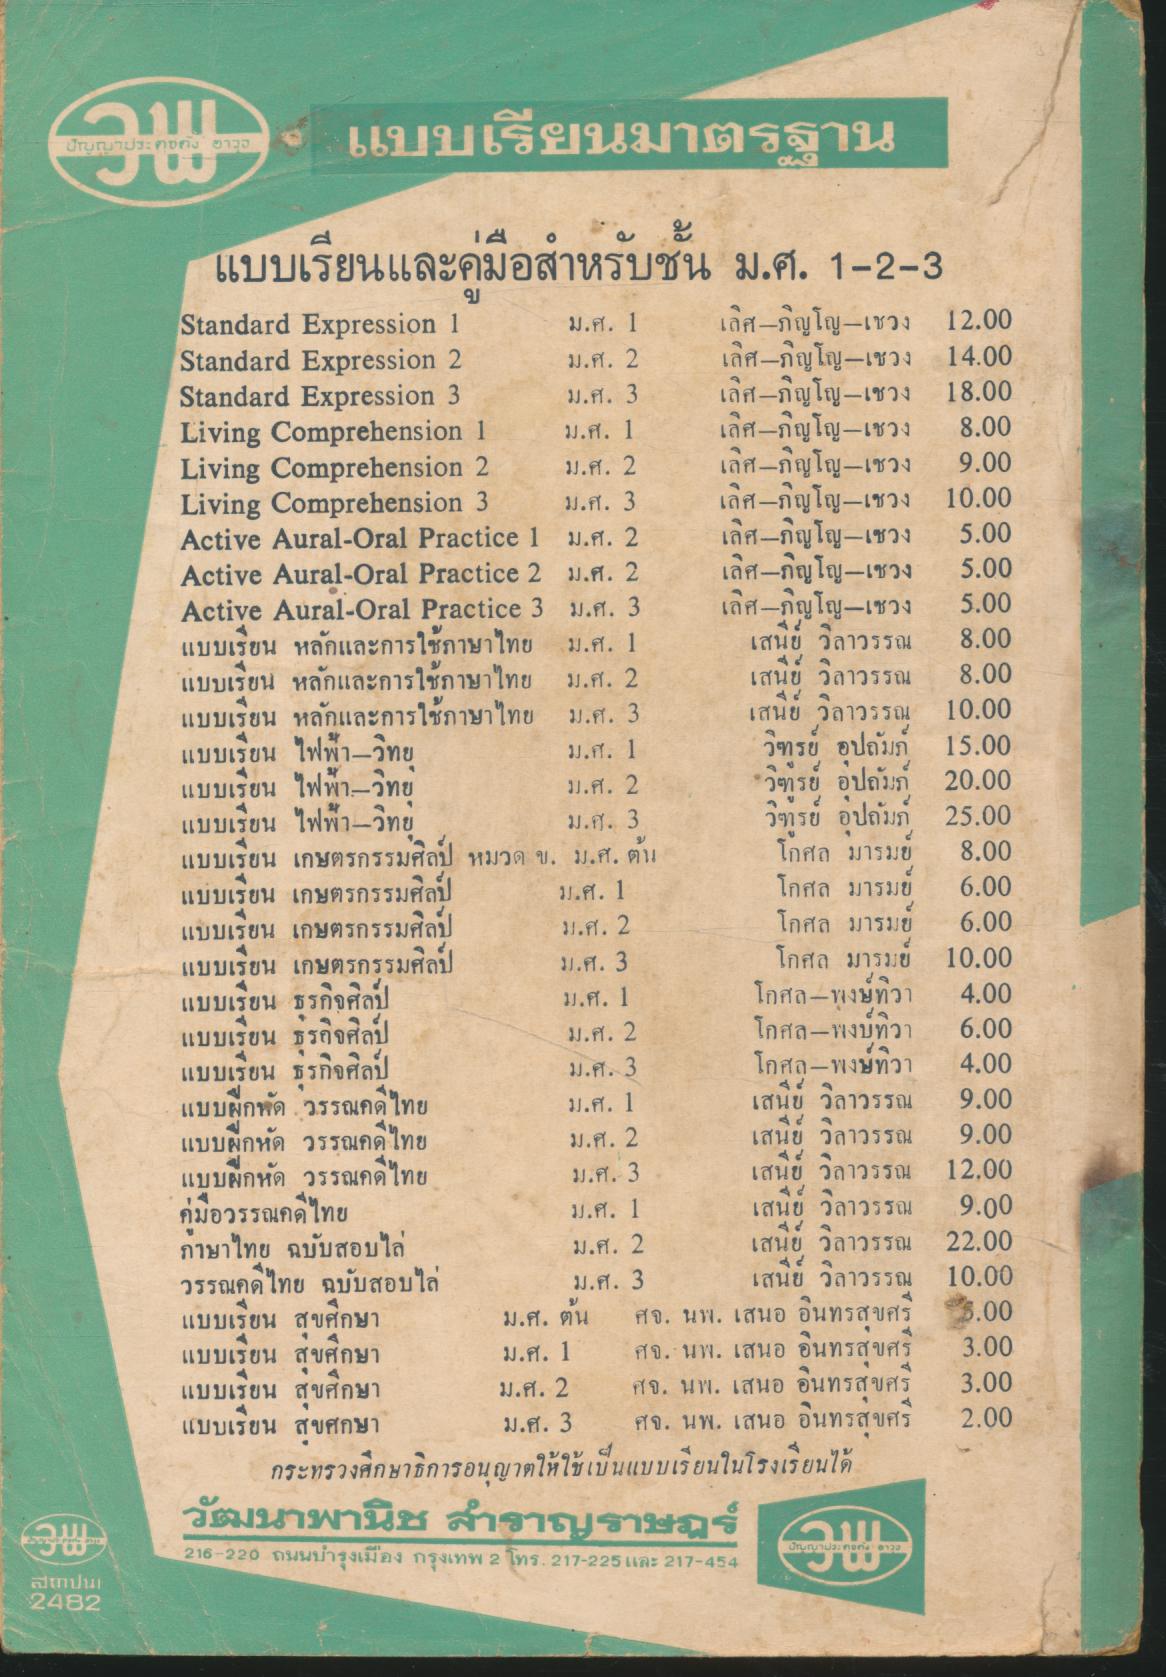 วพ
ปัญญาประดุจดัง อาวุธ
แบบเรียนมาตรฐาน
แบบเรียนและคู่มือสำหรับชั้น ม.ศ. 1-2-3
Standard Expression 1 ม.ศ. 1 เลิศ—ภิญโญ—เชวง 12.00
Standard Expression 2 ม.ศ. 2 เลิศ—ภิญโญ—เชวง 14.00
Standard Expression 3 ม.ศ. 3 เลิศ—ภิญโญ—เชวง 18.00
Living Comprehension 1 ม.ศ. 1 เลิศ—ภิญโญ—เชวง 8.00
Living Comprehension 2 ม.ศ. 2 เลิศ—ภิญโญ—เชวง 9.00
Living Comprehension 3 ม.ศ. 3 เลิศ—ภิญโญ—เชวง 10.00
Active Aural-Oral Practice 1 ม.ศ. 2 เลิศ—ภิญโญ—เชวง 5.00
Active Aural-Oral Practice 2 ม.ศ. 2 เลิศ—ภิญโญ—เชวง 5.00
Active Aural-Oral Practice 3 ม.ศ. 3 เลิศ—ภิญโญ—เชวง 5.00
แบบเรียน หลักและการใช้ภาษาไทย ม.ศ. 1 เสนีย์ วิลาวรรณ 8.00
แบบเรียน หลักและการใช้ภาษาไทย ม.ศ. 2 เสนีย์ วิลาวรรณ 8.00
แบบเรียน หลักและการใช้ภาษาไทย ม.ศ. 3 เสนีย์ วิลาวรรณ 10.00
แบบเรียน ไฟฟ้า—วิทยุ ม.ศ. 1 วิฑูรย์ อุปถัมภ์ 15.00
แบบเรียน ไฟฟ้า—วิทยุ ม.ศ. 2 วิฑูรย์ อุปถัมภ์ 20.00
แบบเรียน ไฟฟ้า—วิทยุ ม.ศ. 3 วิฑูรย์ อุปถัมภ์ 25.00
แบบเรียน เกษตรกรรมศิลป์ หมวด ข. ม.ศ. ต้น โกศล มารมย์ 8.00
แบบเรียน เกษตรกรรมศิลป์ ม.ศ. 1 โกศล มารมย์ 6.00
แบบเรียน เกษตรกรรมศิลป์ ม.ศ. 2 โกศล มารมย์ 6.00
แบบเรียน เกษตรกรรมศิลป์ ม.ศ. 3 โกศล มารมย์ 10.00
แบบเรียน ธุรกิจศิลป์ ม.ศ. 1 โกศล—พงษ์ทิวา 4.00
แบบเรียน ธุรกิจศิลป์ ม.ศ. 2 โกศล—พงษ์ทิวา 6.00
แบบเรียน ธุรกิจศิลป์ ม.ศ. 3 โกศล—พงษ์ทิวา 4.00
แบบฝึกหัด วรรณคดีไทย ม.ศ. 1 เสนีย์ วิลาวรรณ 9.00
แบบฝึกหัด วรรณคดีไทย ม.ศ. 2 เสนีย์ วิลาวรรณ 9.00
แบบฝึกหัด วรรณคดีไทย ม.ศ. 3 เสนีย์ วิลาวรรณ 12.00
คู่มือวรรณคดีไทย ม.ศ. 1 เสนีย์ วิลาวรรณ 9.00
ภาษาไทย ฉบับสอบไล่ ม.ศ. 2 เสนีย์ วิลาวรรณ 22.00
วรรณคดีไทย ฉบับสอบไล่ ม.ศ. 3 เสนีย์ วิลาวรรณ 10.00
แบบเรียน สุขศึกษา ม.ศ. ต้น ศจ. นพ. เสนอ อินทรสุขศรี
แบบเรียน สุขศึกษา ม.ศ. 1 ศจ. นพ. เสนอ อินทรสุขศรี 3.00
แบบเรียน สุขศึกษา ม.ศ. 2 ศจ. นพ. เสนอ อินทรสุขศรี 3.00
แบบเรียน สุขศึกษา ม.ศ. 3 ศจ. นพ. เสนอ อินทรสุขศรี 2.00
กระทรวงศึกษาธิการอนุญาตให้ใช้เป็นแบบเรียนในโรงเรียนได้
วัฒนาพานิช สำราญราษฎร์
216-220 ถนนบำรุงเมือง กรุงเทพ 2 โทร. 217-225 และ 217-454
วพ
ปัญญาประดุจดัง อาวุธ
วพ
สถาปนา
2482